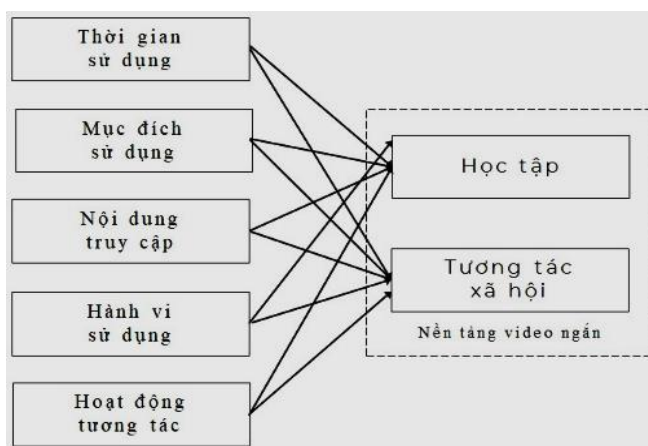 Thời gian
sử dụng
Mục đích
sử dụng
Nội dung
truy cập
Hành vi
sử dụng
Hoạt động
tương tác
Học tập
Tương tác
xã hội
Nền tảng video ngắn